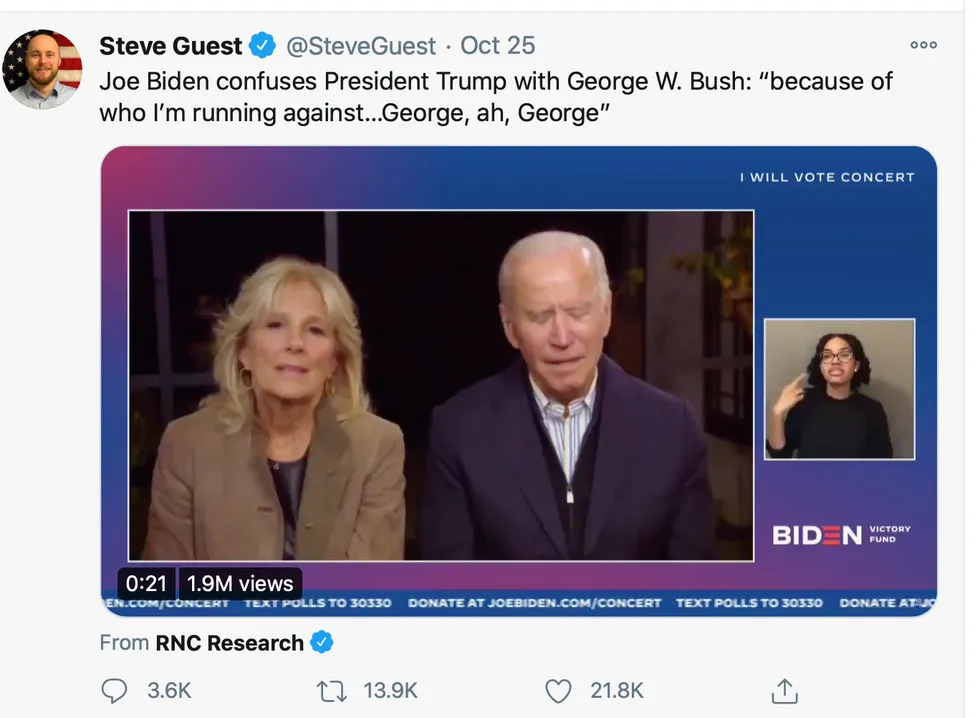 Steve Guest @SteveGuest · Oct 25
Joe Biden confuses President Trump with George W. Bush: “because of
who I’m running against...George, ah, George”
I WILL VOTE CONCERT
BIDEN VICTORY
FUND
0:21 1.9M views
EN.COM/CONCERT TEXT POLLS TO 30330 DONATE AT JOEBIDEN.COM/CONCERT TEXT POLLS TO 30330 DONATE AT JO
From RNC Research
3.6K 13.9K 21.8K